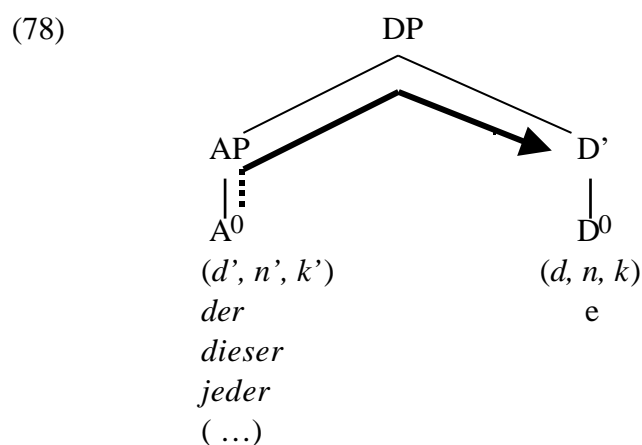 (78) DP
AP D’
A⁰ D⁰
(d’, n’, k’) (d, n, k)
der e
dieser
jeder
( …)